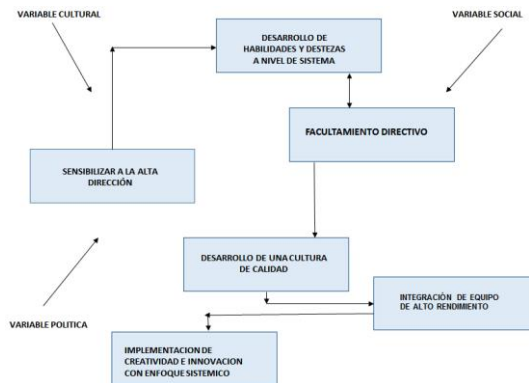 VARIABLE CULTURAL
VARIABLE SOCIAL
DESARROLLO DE
HABILIDADES Y DESTEZAS
A NIVEL DE SISTEMA
FACULTAMIENTO DIRECTIVO
SENSIBILIZAR A LA ALTA
DIRECCIÓN
DESARROLLO DE UNA CULTURA
DE CALIDAD
INTEGRACIÓN DE EQUIPO
DE ALTO RENDIMIENTO
VARIABLE POLITICA
IMPLEMENTACION DE
CREATIVIDAD E INNOVACION
CON ENFOQUE SISTEMICO